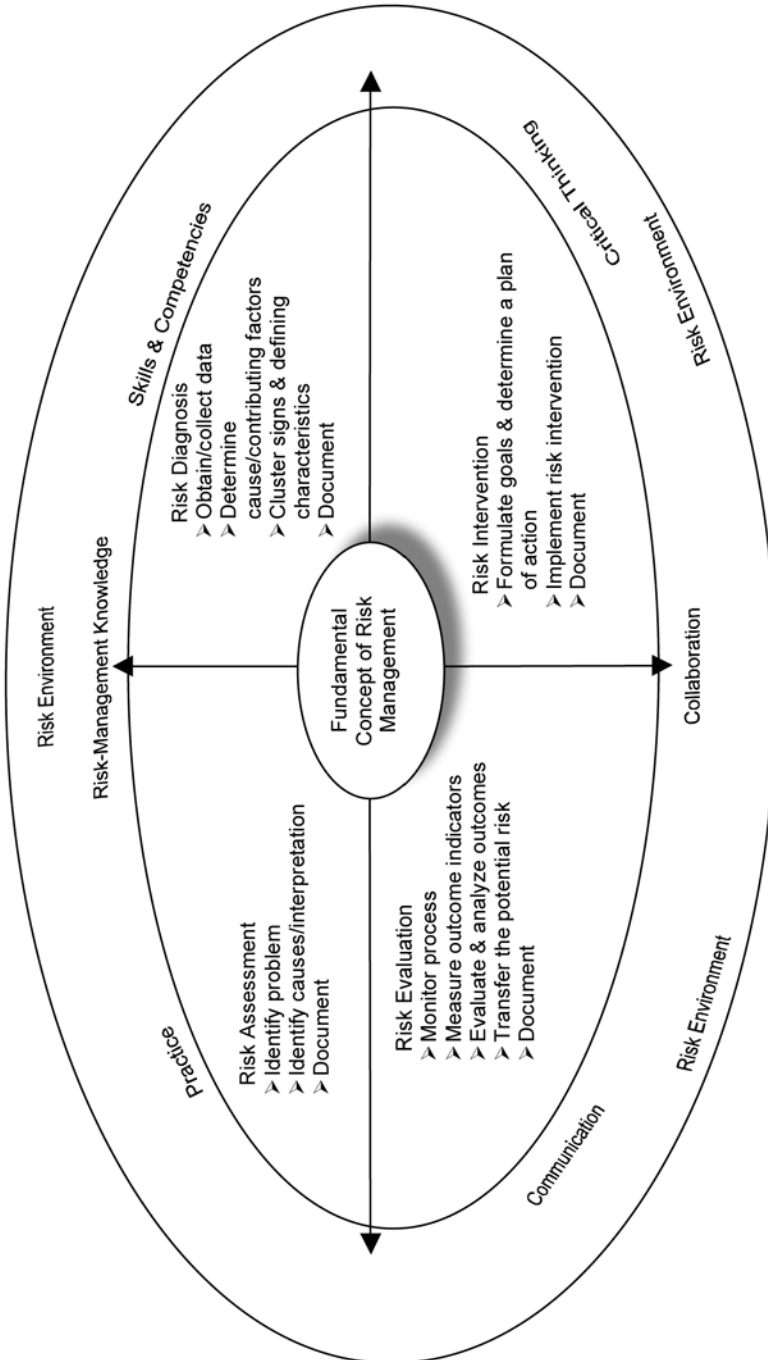 Risk Environment
Risk-Management Knowledge
Practice
Skills & Competencies
Risk Assessment
➢ Identify problem
➢ Identify causes/interpretation
➢ Document
Risk Diagnosis
➢ Obtain/collect data
➢ Determine
cause/contributing factors
➢ Cluster signs & defining
characteristics
➢ Document
Fundamental
Concept of Risk
Management
Risk Evaluation
➢ Monitor process
➢ Measure outcome indicators
➢ Evaluate & analyze outcomes
➢ Transfer the potential risk
➢ Document
Risk Intervention
➢ Formulate goals & determine a plan
of action
➢ Implement risk intervention
➢ Document
Communication
Collaboration
Critical Thinking
Risk Environment
Risk Environment